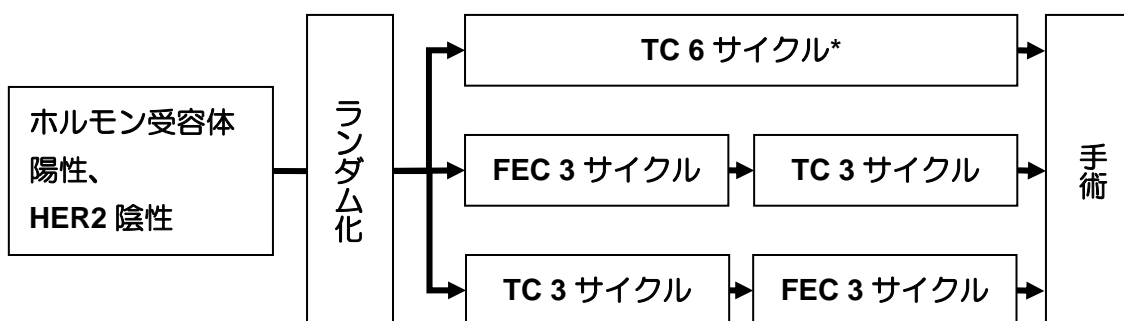 ホルモン受容体
陽性、
HER2 陰性
ランダム化
TC 6 サイクル*
FEC 3 サイクル
TC 3 サイクル
TC 3 サイクル
FEC 3 サイクル
手術